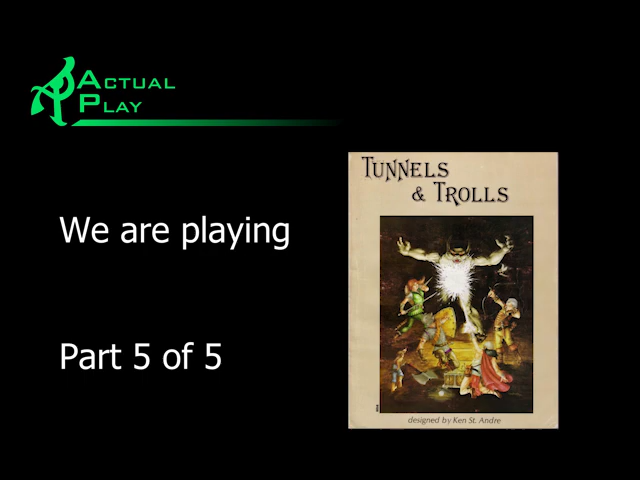 Actual
Play
Tunnels
& Trolls
We are playing
Part 5 of 5
designed by Ken St. Andre